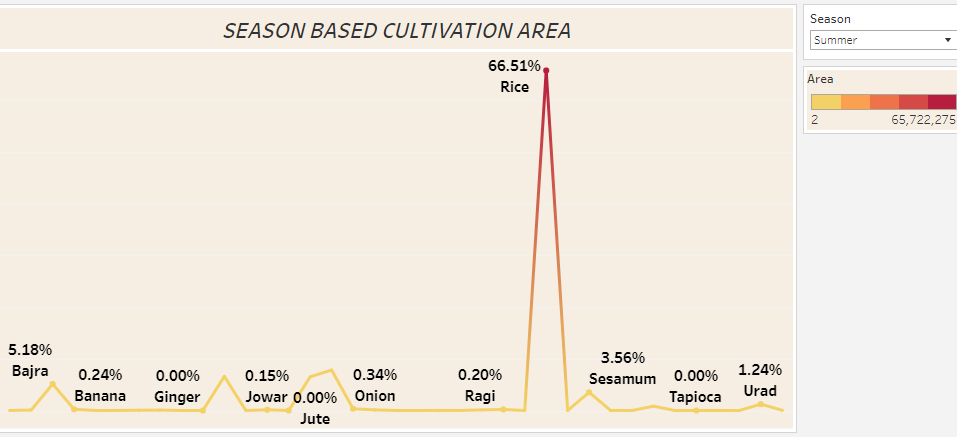 SEASON BASED CULTIVATION AREA
Season
Summer
Area
2 65,722,275
66.51%
Rice
5.18%
Bajra
0.24%
Banana
0.00%
Ginger
0.15%
Jowar
0.00%
Jute
0.34%
Onion
0.20%
Ragi
3.56%
Sesamum
0.00%
Tapioca
1.24%
Urad